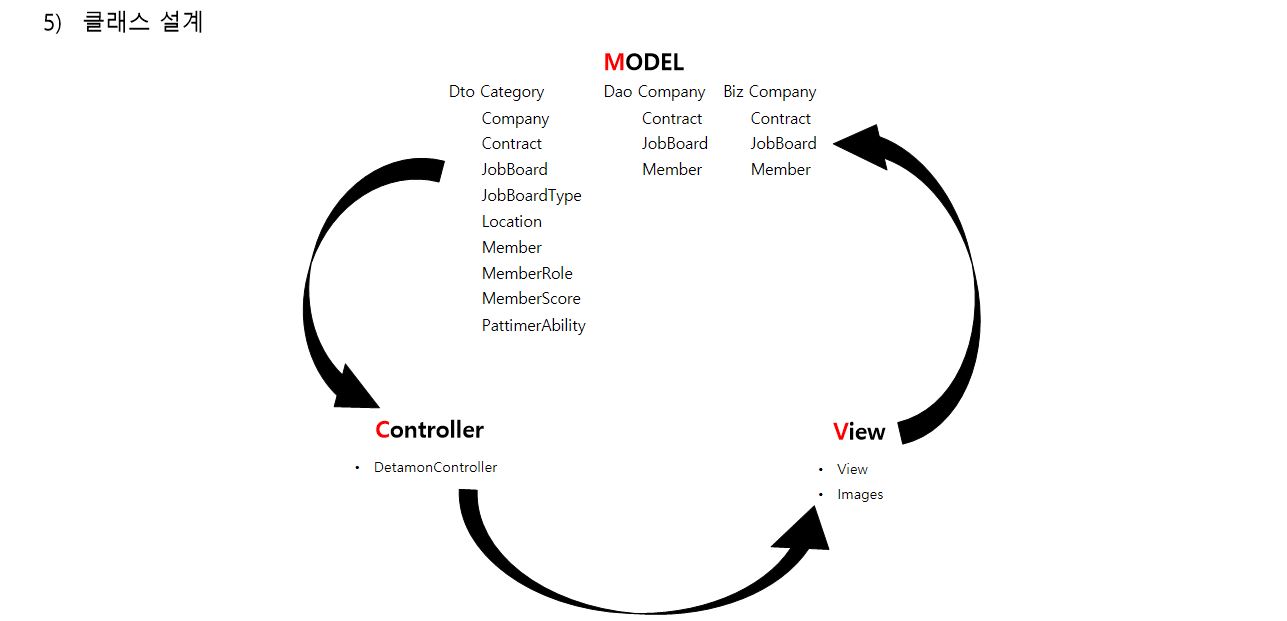 5) 클래스 설계
MODEL
Dto Category Dao Company Biz Company
Company Contract Contract
Contract JobBoard JobBoard
JobBoard Member Member
JobBoardType
Location
Member
MemberRole
MemberScore
PattimerAbility
Controller
• DetamonController
View
• View
• Images